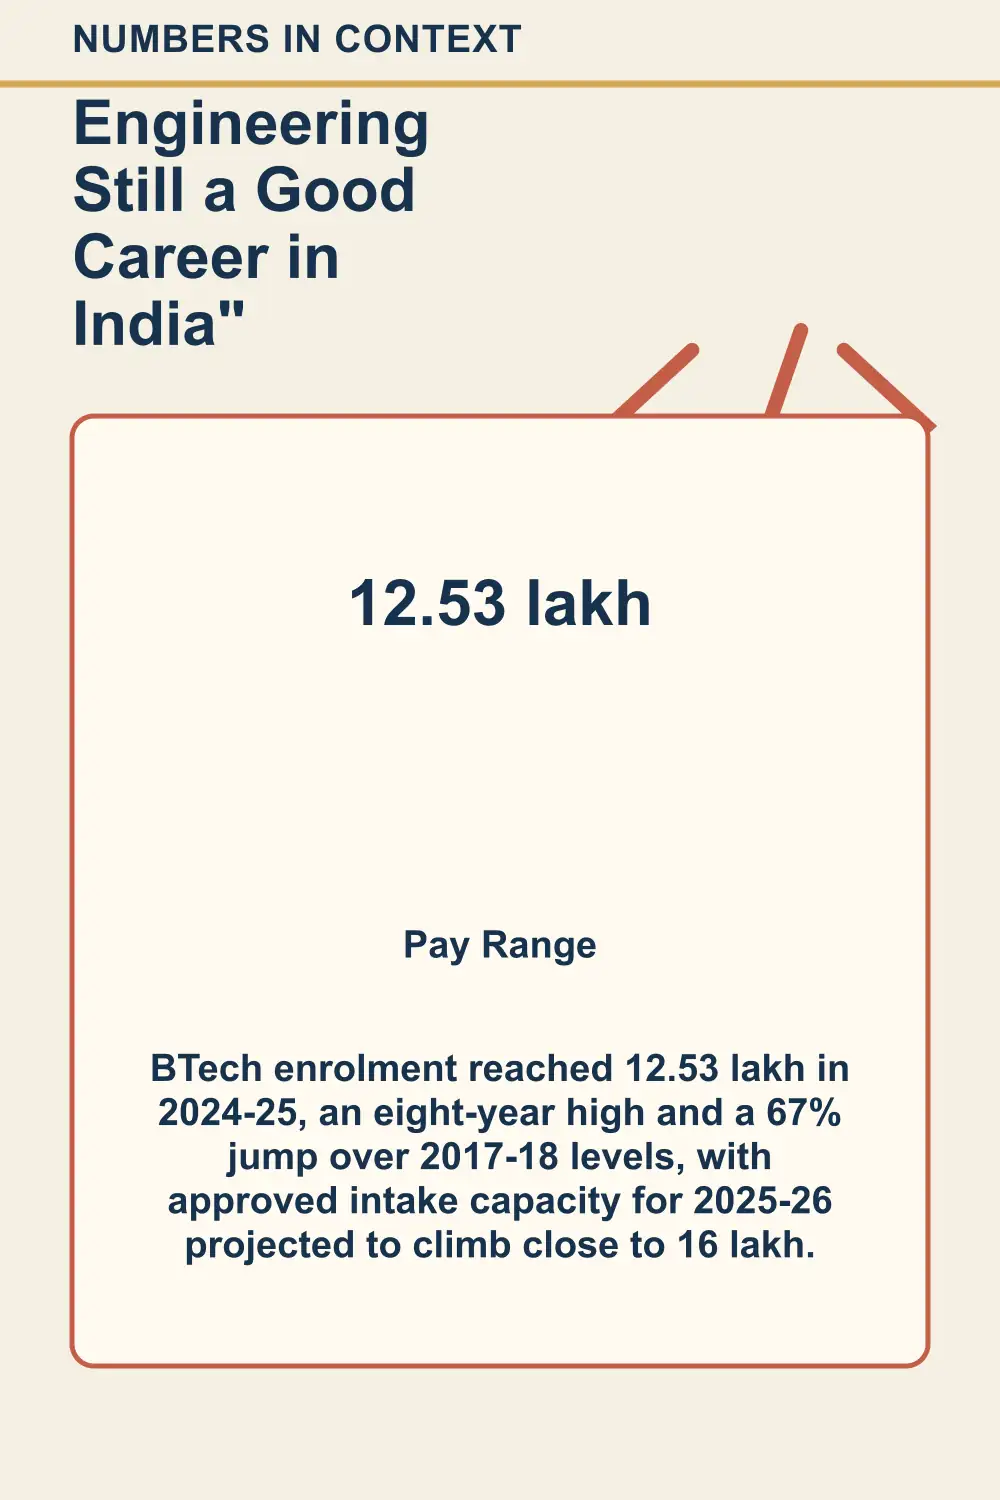 NUMBERS IN CONTEXT
Engineering
Still a Good
Career in
India"
12.53 lakh
Pay Range
BTech enrolment reached 12.53 lakh in
2024-25, an eight-year high and a 67%
jump over 2017-18 levels, with
approved intake capacity for 2025-26
projected to climb close to 16 lakh.